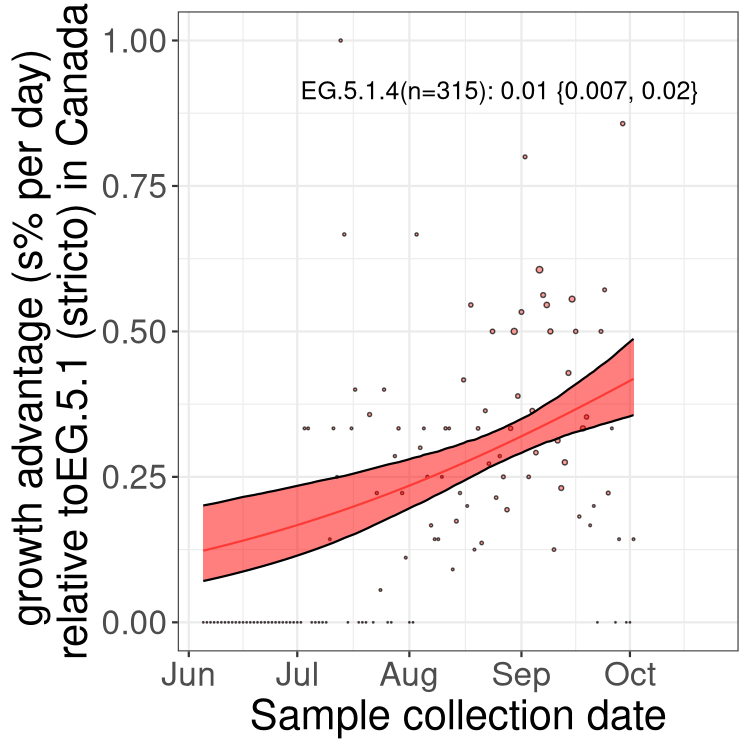 growth advantage (s% per day)
relative toEG.5.1 (stricto) in Canada
1.00
0.75
0.50
0.25
0.00
EG.5.1.4(n=315): 0.01 {0.007, 0.02}
Jun Jul Aug Sep Oct
Sample collection date